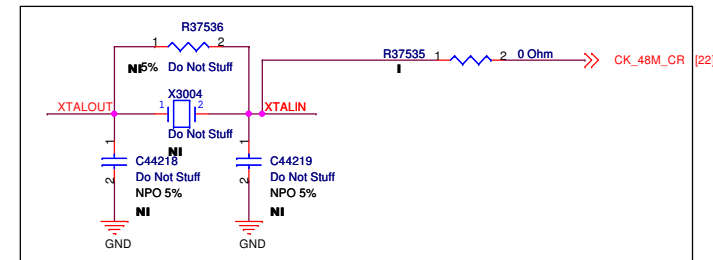 R37536
1 2
NI 5% Do Not Stuff
R37535 1 2 0 Ohm
I
CK_48M_CR [22]
X3004
XTALOUT 1 2 XTALIN
Do Not Stuff
NI
1 C44218
Do Not Stuff
2 NPO 5%
NI
GND
1 C44219
Do Not Stuff
2 NPO 5%
NI
GND